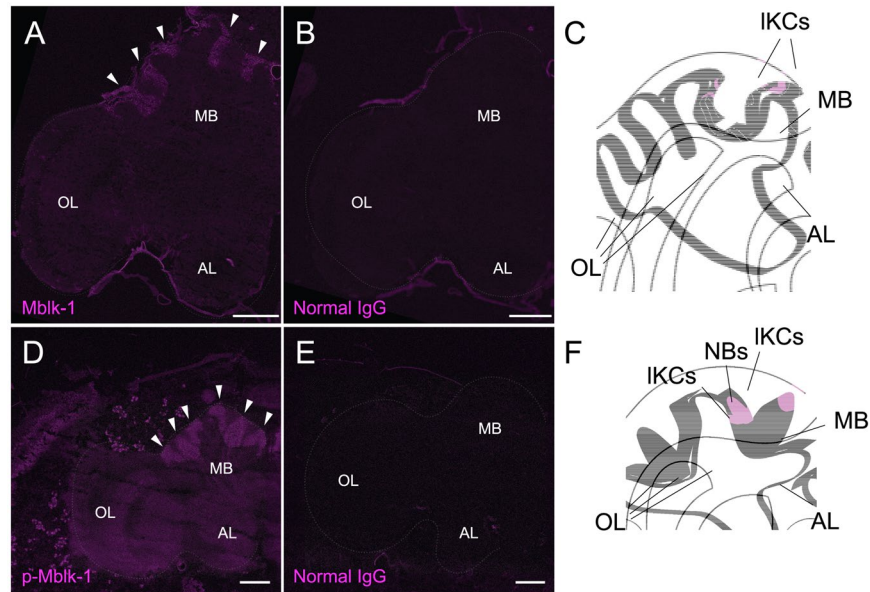 A
MB
OL
AL
Mblk-1
B
MB
OL
AL
Normal IgG
C
lKCs
MB
AL
OL
D
MB
OL
AL
p-Mblk-1
E
MB
OL
AL
Normal IgG
F
lKCs
NBs
lKCs
MB
OL
AL